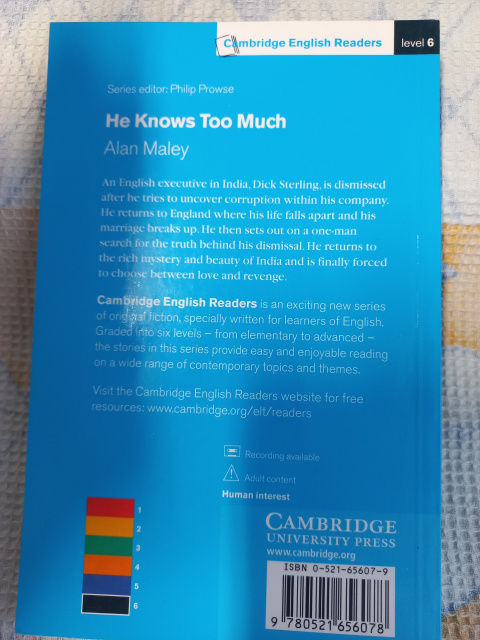 Cambridge English Readers level 6
Series editor: Philip Prowse
He Knows Too Much
Alan Maley
An English executive in India, Dick Sterling, is dismissed
after he tries to uncover corruption within his company.
He returns to England where his life falls apart and his
marriage breaks up. He then sets out on a one-man
search for the truth behind his dismissal. He returns to
the rich mystery and beauty of India and is finally forced
to choose between love and revenge.
Cambridge English Readers is an exciting new series
of original fiction, specially written for learners of English.
Graded into six levels – from elementary to advanced –
the stories in this series provide easy and enjoyable reading
on a wide range of contemporary topics and themes.
Visit the Cambridge English Readers website for free
resources: www.cambridge.org/elt/readers
Recording available
Adult content
Human interest
1
2
3
4
5
6
CAMBRIDGE
UNIVERSITY PRESS
www.cambridge.org
ISBN 0-521-65607-9
9 780521 656078